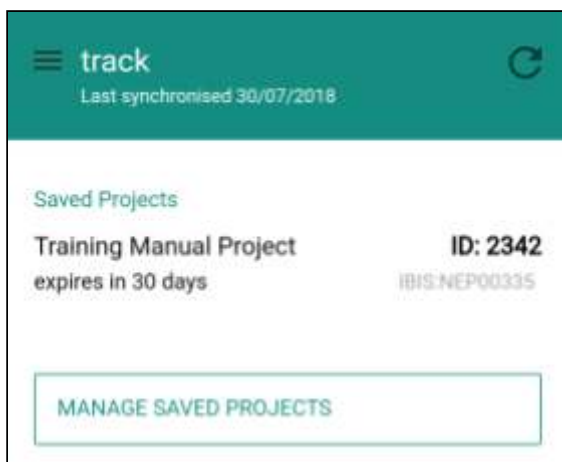 track
Last synchronised 30/07/2018
Saved Projects
Training Manual Project ID: 2342
expires in 30 days IBIS:NEP00335
MANAGE SAVED PROJECTS